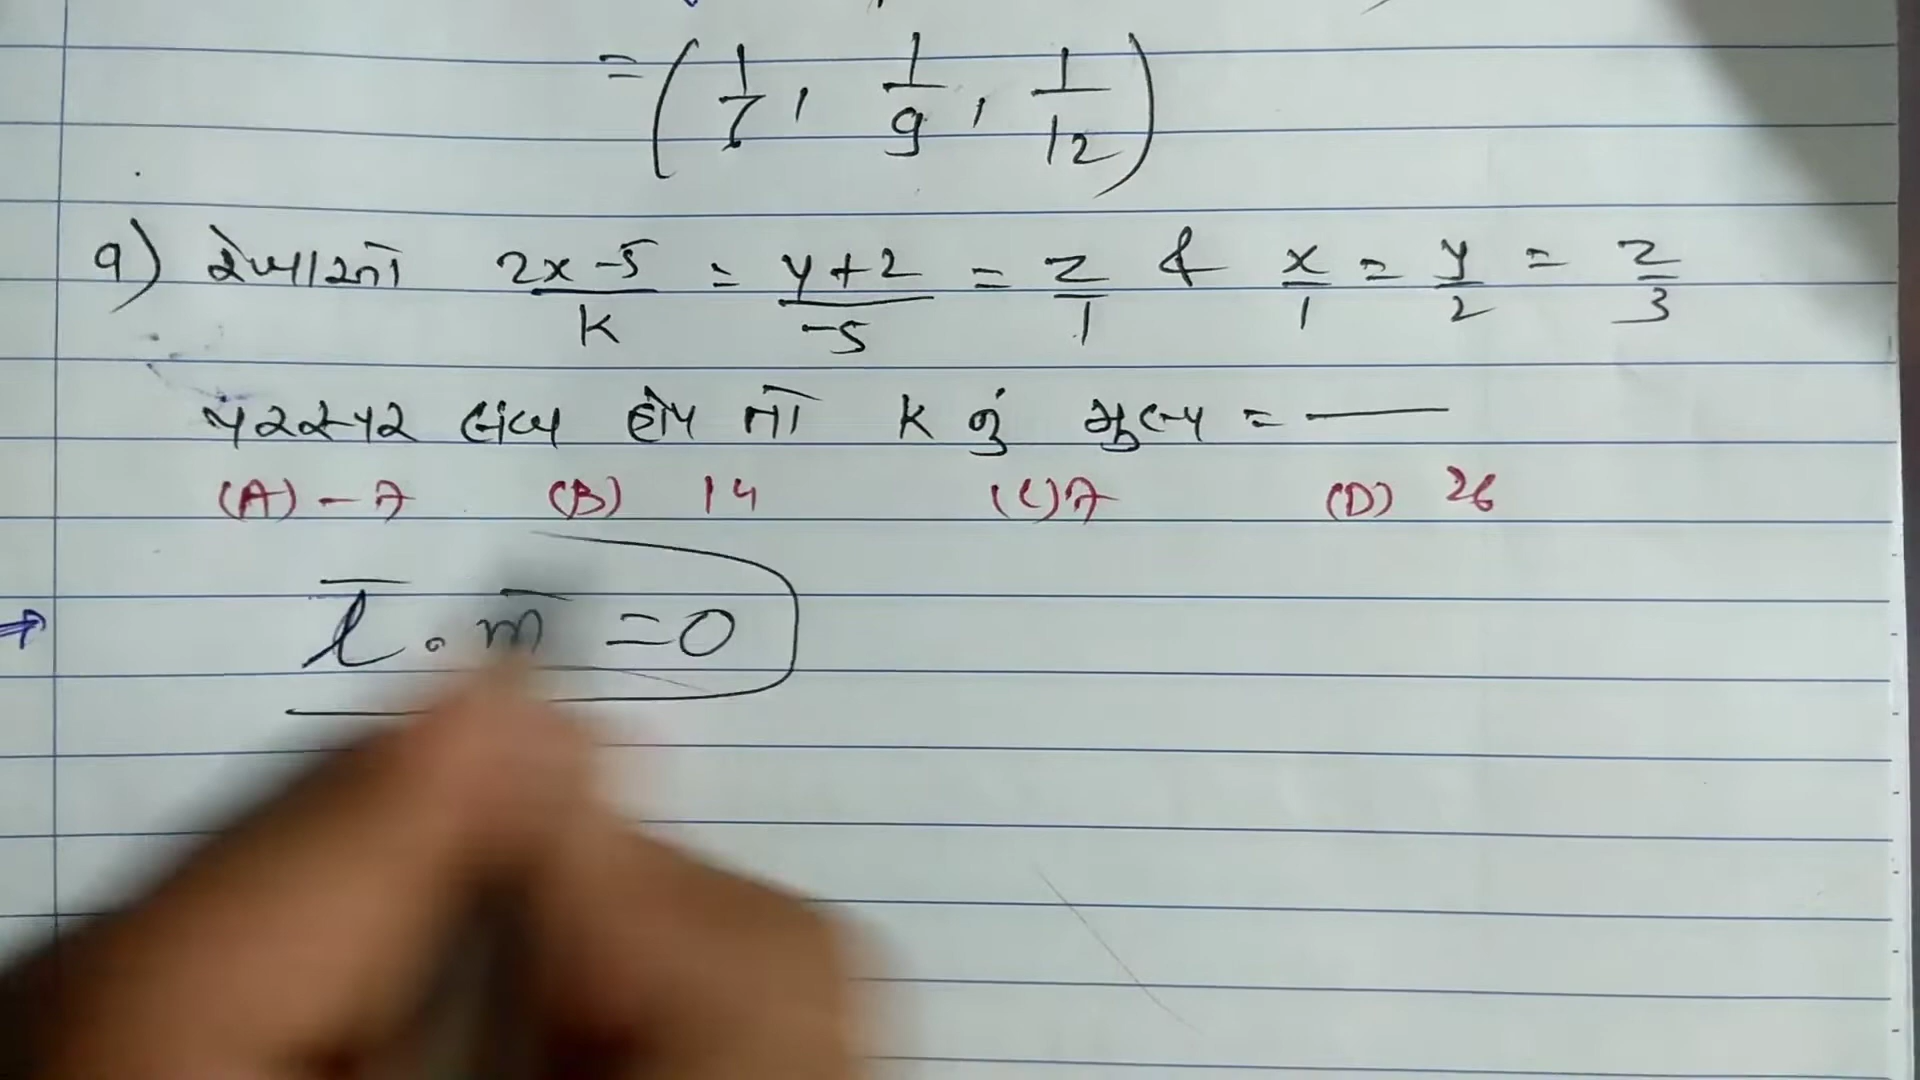 = ( 1/7 , 1/9 , 1/12 )
9) રેખાઓ (2x-5)/K = (y+2)/-5 = z/1 & x/1 = y/2 = z/3
પરસ્પર લંબ હોય તો K નું મુલ્ય = ——
(A) -7 (B) 14 (C) 7 (D) 26
⇒ l̅ · m̅ = 0